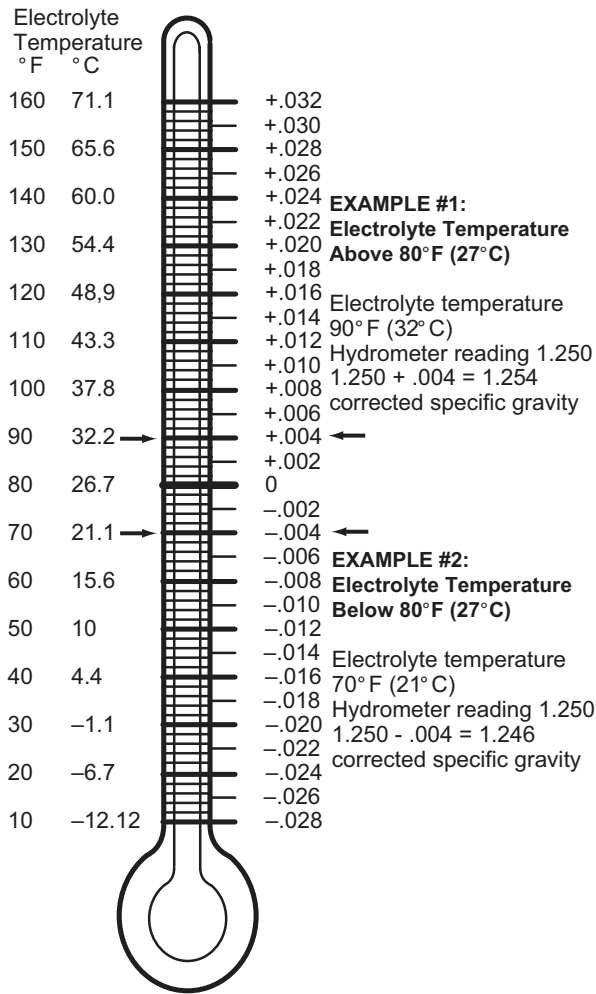 Electrolyte
Temperature
°F °C
160 71.1 +.032
+.030
150 65.6 +.028
+.026
140 60.0 +.024
+.022
130 54.4 +.020
+.018
120 48,9 +.016
+.014
110 43.3 +.012
+.010
100 37.8 +.008
+.006
90 32.2 +.004
+.002
80 26.7 0
–.002
70 21.1 –.004
–.006
60 15.6 –.008
–.010
50 10 –.012
–.014
40 4.4 –.016
–.018
30 –1.1 –.020
–.022
20 –6.7 –.024
–.026
10 –12.12 –.028
EXAMPLE #1:
Electrolyte Temperature
Above 80°F (27°C)
Electrolyte temperature
90°F (32°C)
Hydrometer reading 1.250
1.250 + .004 = 1.254
corrected specific gravity
EXAMPLE #2:
Electrolyte Temperature
Below 80°F (27°C)
Electrolyte temperature
70°F (21°C)
Hydrometer reading 1.250
1.250 - .004 = 1.246
corrected specific gravity